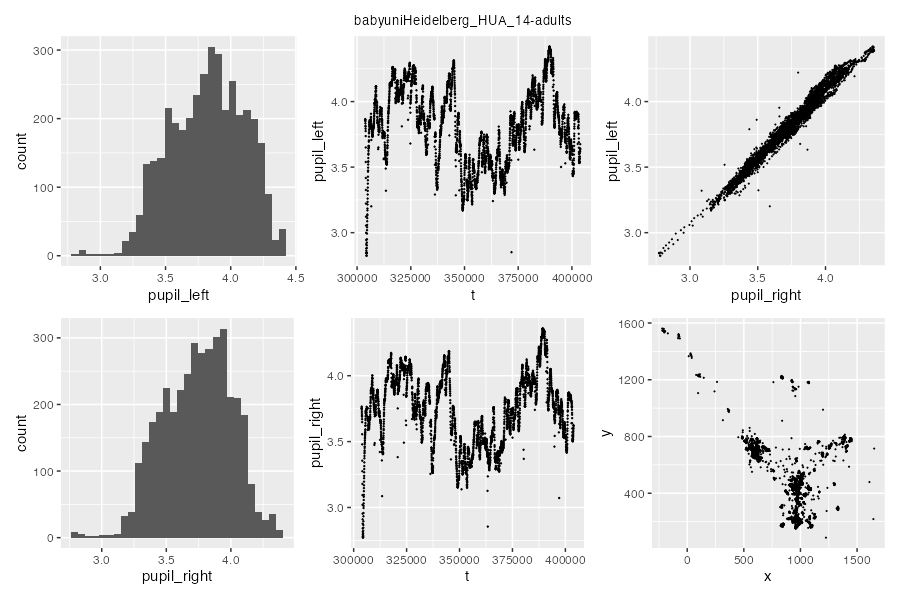 babyuniHeidelberg_HUA_14-adults
count
300
200
100
0
3.0 3.5 4.0 4.5
pupil_left
pupil_left
4.0
3.5
3.0
300000 325000 350000 375000 400000
t
pupil_left
4.0
3.5
3.0
3.0 3.5 4.0
pupil_right
count
300
200
100
0
3.0 3.5 4.0
pupil_right
pupil_right
4.0
3.5
3.0
300000 325000 350000 375000 400000
t
y
1600
1200
800
400
0 500 1000 1500
x